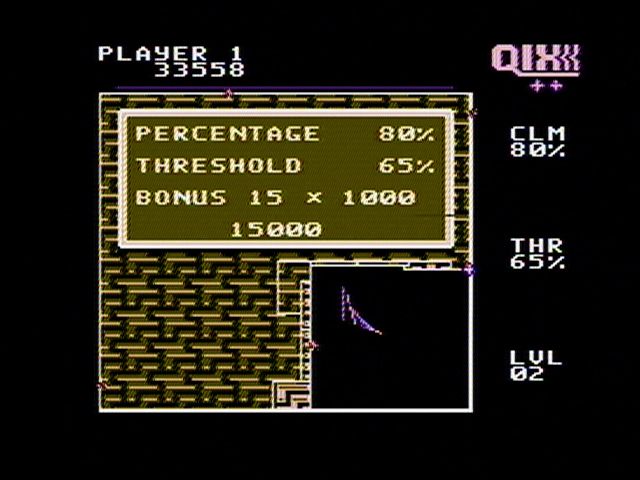 PLAYER 1
33558
QIX
++
PERCENTAGE 80%
THRESHOLD 65%
BONUS 15 × 1000
15000
CLM
80%
THR
65%
LVL
02